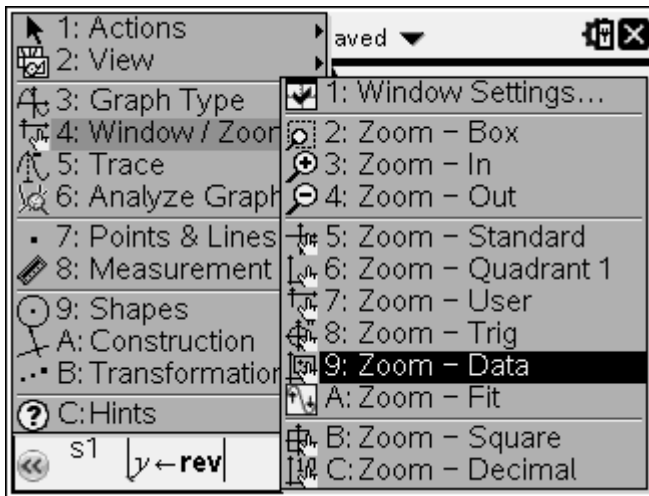 1: Actions
aved
2: View
3: Graph Type
4: Window / Zoon
5: Trace
6: Analyze Graph
7: Points & Lines
8: Measurement
9: Shapes
A: Construction
B: Transformation
C: Hints
1: Window Settings...
2: Zoom – Box
3: Zoom – In
4: Zoom – Out
5: Zoom – Standard
6: Zoom – Quadrant 1
7: Zoom – User
8: Zoom – Trig
9: Zoom – Data
A: Zoom – Fit
B: Zoom – Square
C: Zoom – Decimal
s1 y←rev